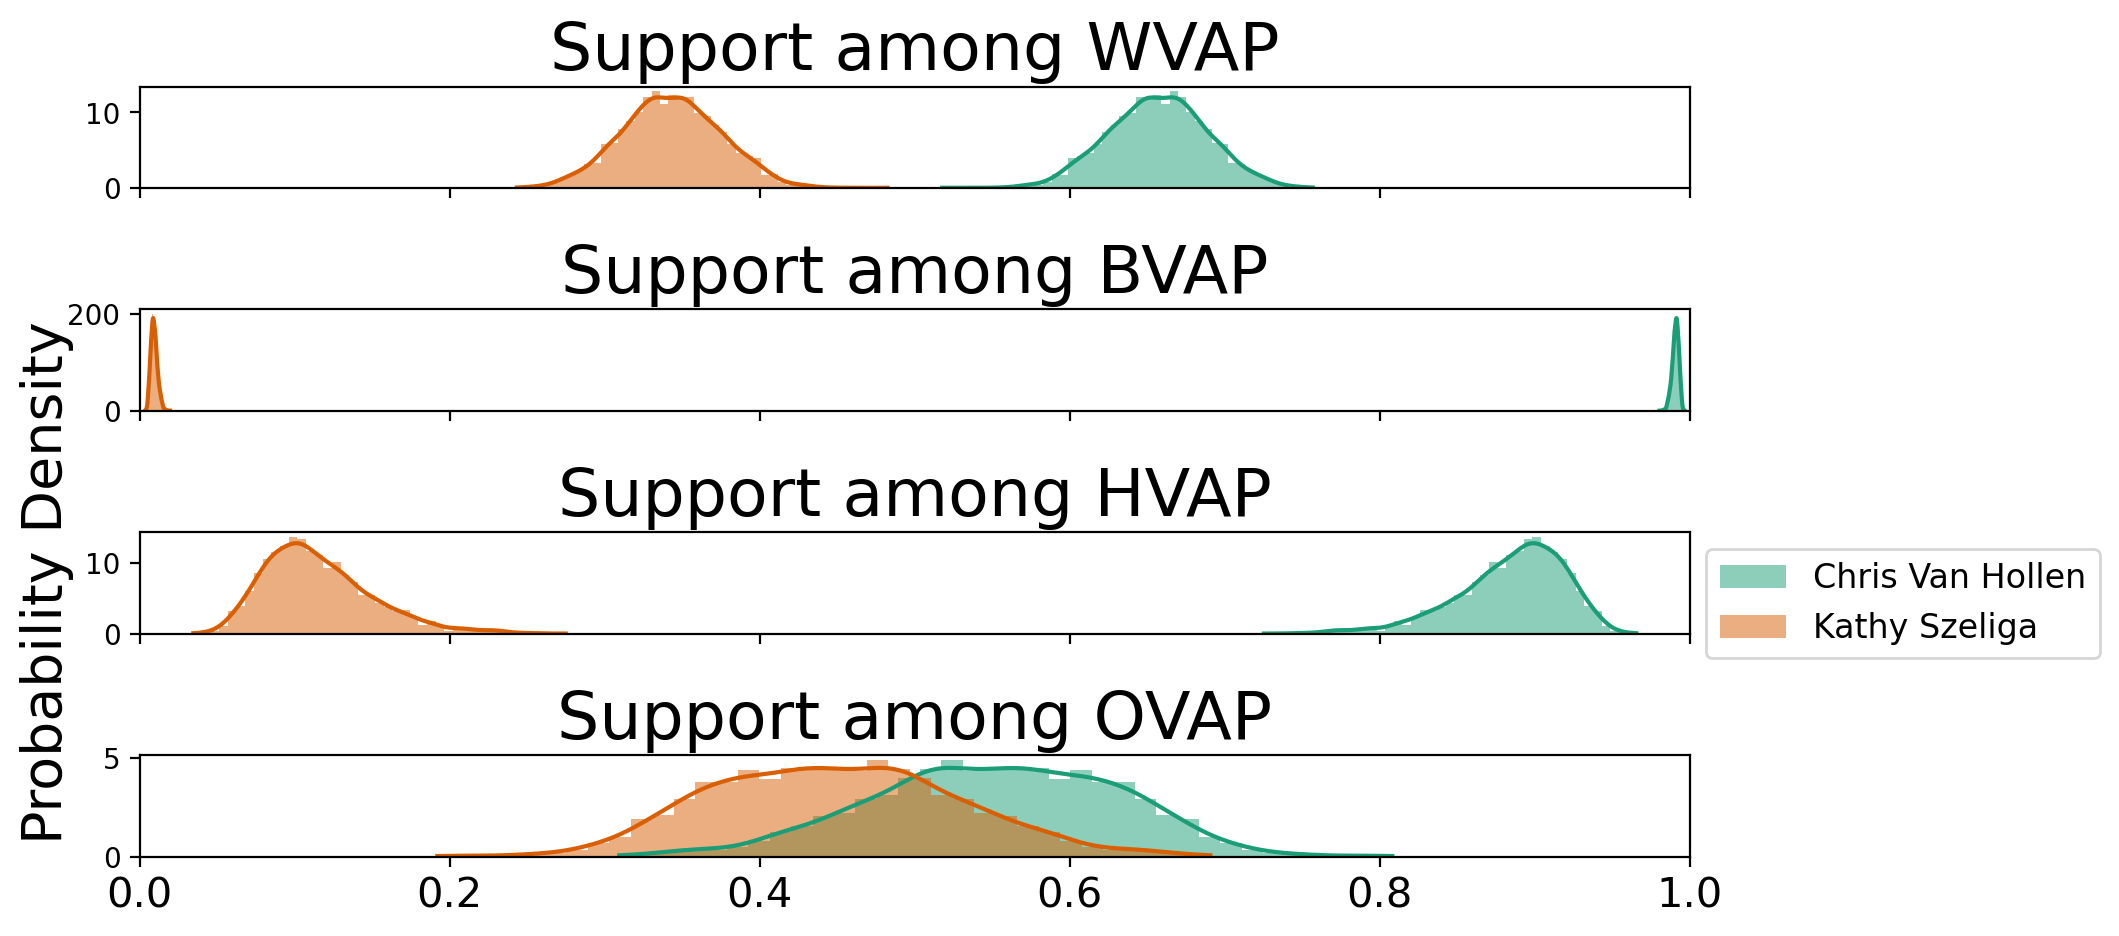 Support among WVAP
10
0
Support among BVAP
200
0
Support among HVAP
10
0
Support among OVAP
5
0
0.0 0.2 0.4 0.6 0.8 1.0
Probability Density
Chris Van Hollen
Kathy Szeliga